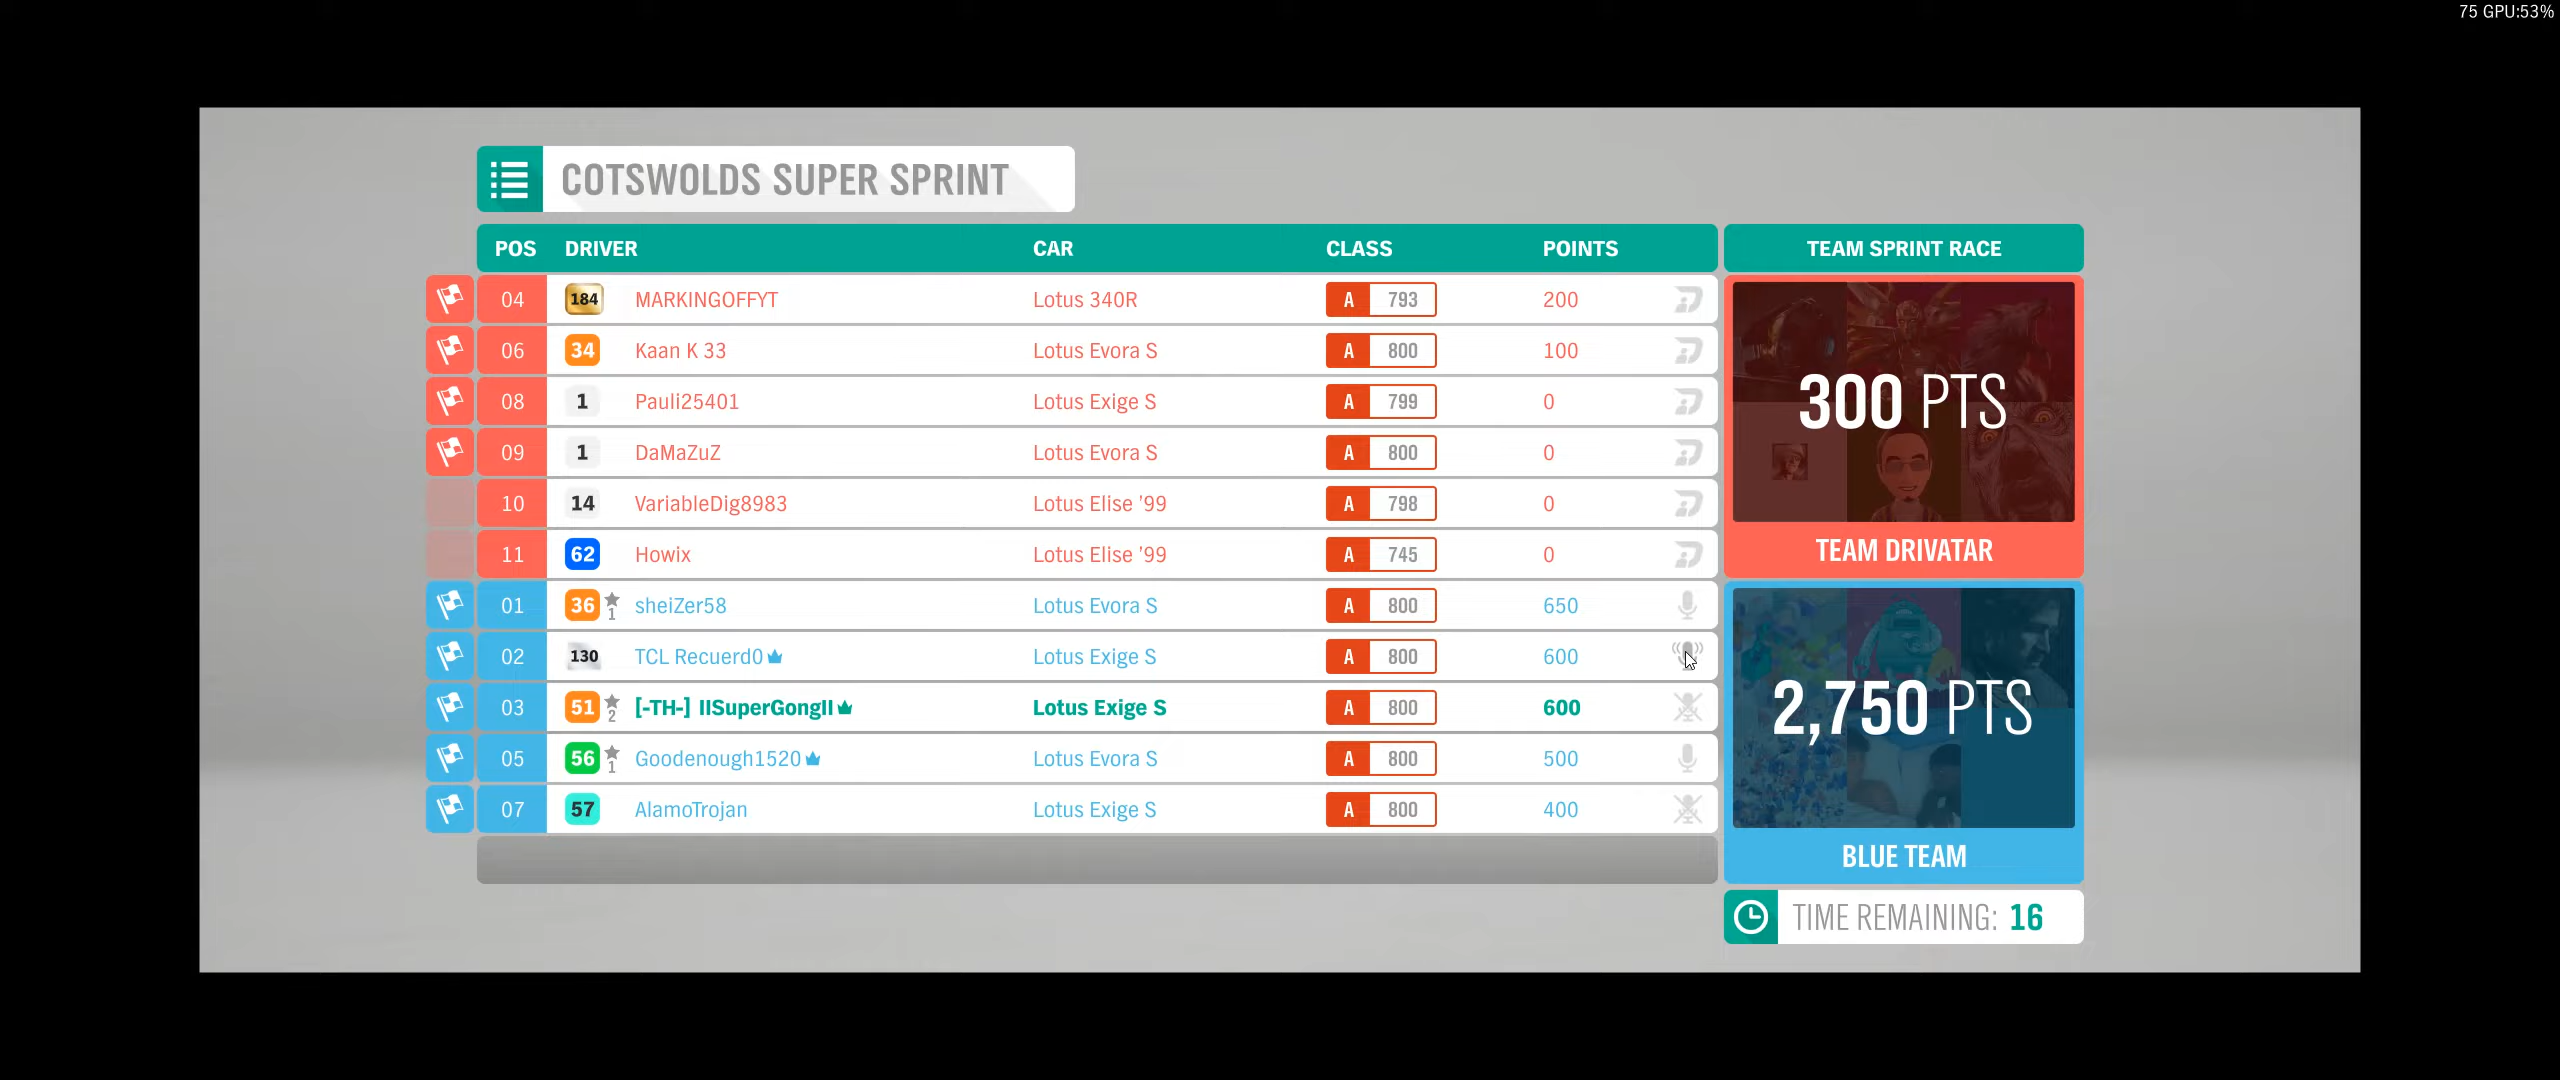 75 GPU:53%
COTSWOLDS SUPER SPRINT
POS DRIVER CAR CLASS POINTS TEAM SPRINT RACE
04 184 MARKINGOFFYT Lotus 340R A 793 200
06 34 Kaan K 33 Lotus Evora S A 800 100
08 1 Pauli25401 Lotus Exige S A 799 0
09 1 DaMaZuZ Lotus Evora S A 800 0
10 14 VariableDig8983 Lotus Elise ’99 A 798 0
11 62 Howix Lotus Elise ’99 A 745 0
300 PTS
TEAM DRIVATAR
01 36 1 sheiZer58 Lotus Evora S A 800 650
02 130 TCL Recuerd0 Lotus Exige S A 800 600
03 51 2 [-TH-] IISuperGongII Lotus Exige S A 800 600
05 56 1 Goodenough1520 Lotus Evora S A 800 500
07 57 AlamoTrojan Lotus Exige S A 800 400
2,750 PTS
BLUE TEAM
TIME REMAINING: 16